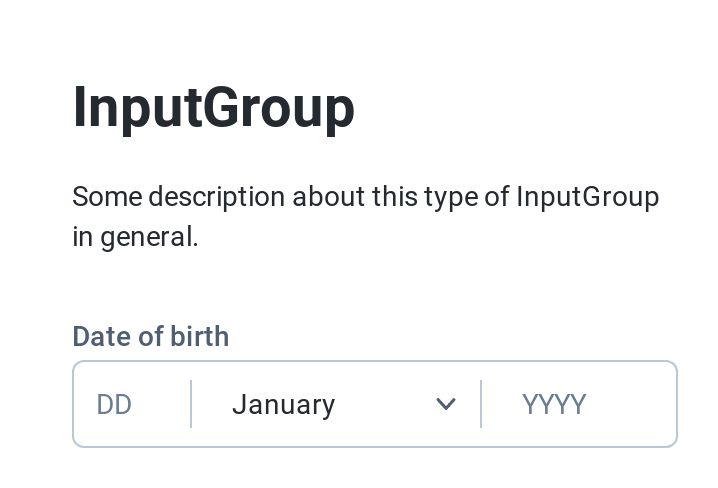 InputGroup
Some description about this type of InputGroup
in general.
Date of birth
DD January YYYY